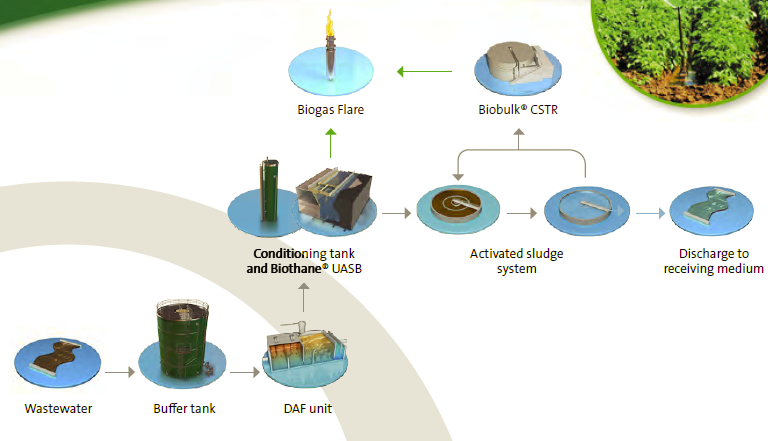 Biogas Flare
Biobulk® CSTR
Conditioning tank
and Biothane® UASB
Activated sludge
system
Discharge to
receiving medium
Wastewater
Buffer tank
DAF unit